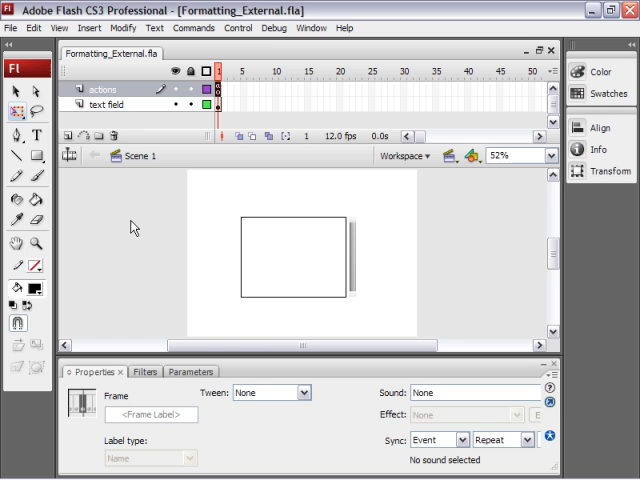 Adobe Flash CS3 Professional - [Formatting_External.fla]
File Edit View Insert Modify Text Commands Control Debug Window Help
Formatting_External.fla
1 5 10 15 20 25 30 35 40 45 50
actions
text field
1 12.0 fps 0.0s
Scene 1
Workspace
52%
Fl
T
Color
Swatches
Align
Info
Transform
Properties × Filters Parameters
Frame
<Frame Label>
Label type:
Name
Tween: None
Sound: None
Effect: None E
Sync: Event Repeat
No sound selected